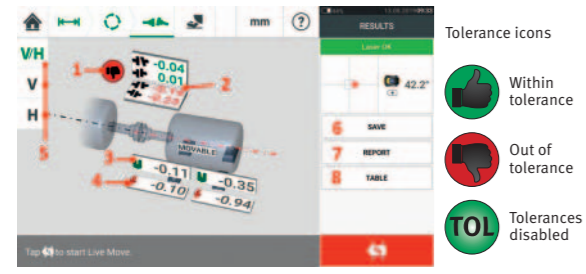 mm
?
RESULTS
Laser OK
42.2°
V/H
V
H
1
2
-0.04
0.01
MOVABLE
3
4
5
-0.11
-0.10
-0.35
-0.94
6 SAVE
7 REPORT
8 TABLE
Tap to start Live Move.
Tolerance icons
Within
tolerance
Out of
tolerance
TOL
Tolerances
disabled